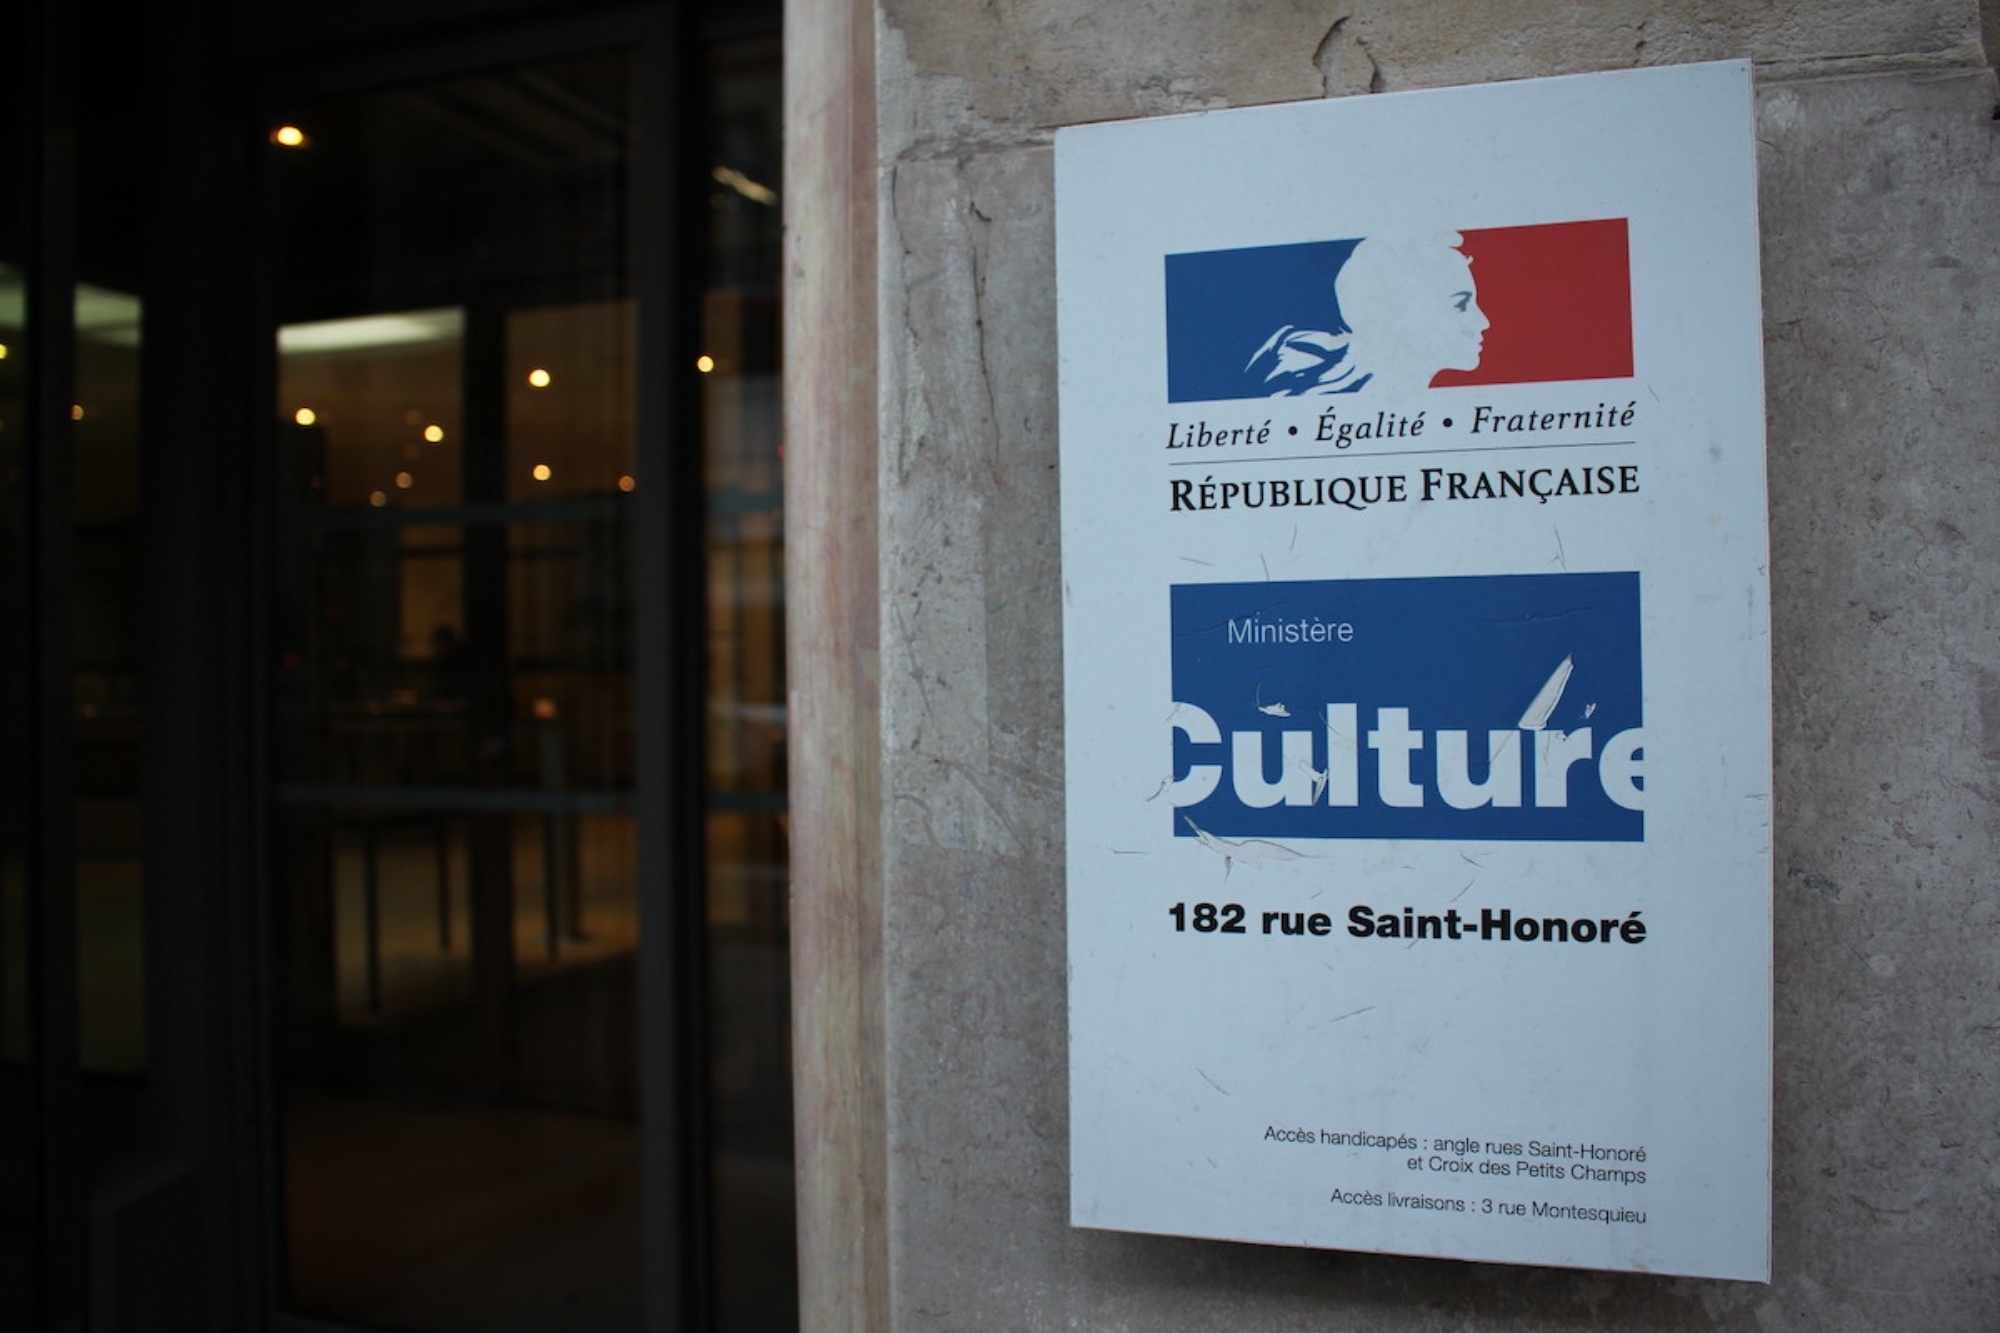 Liberté • Égalité • Fraternité
RÉPUBLIQUE FRANÇAISE
Ministère
Culture
182 rue Saint-Honoré
Accès handicapés : angle rues Saint-Honoré
et Croix des Petits Champs
Accès livraisons : 3 rue Montesquieu